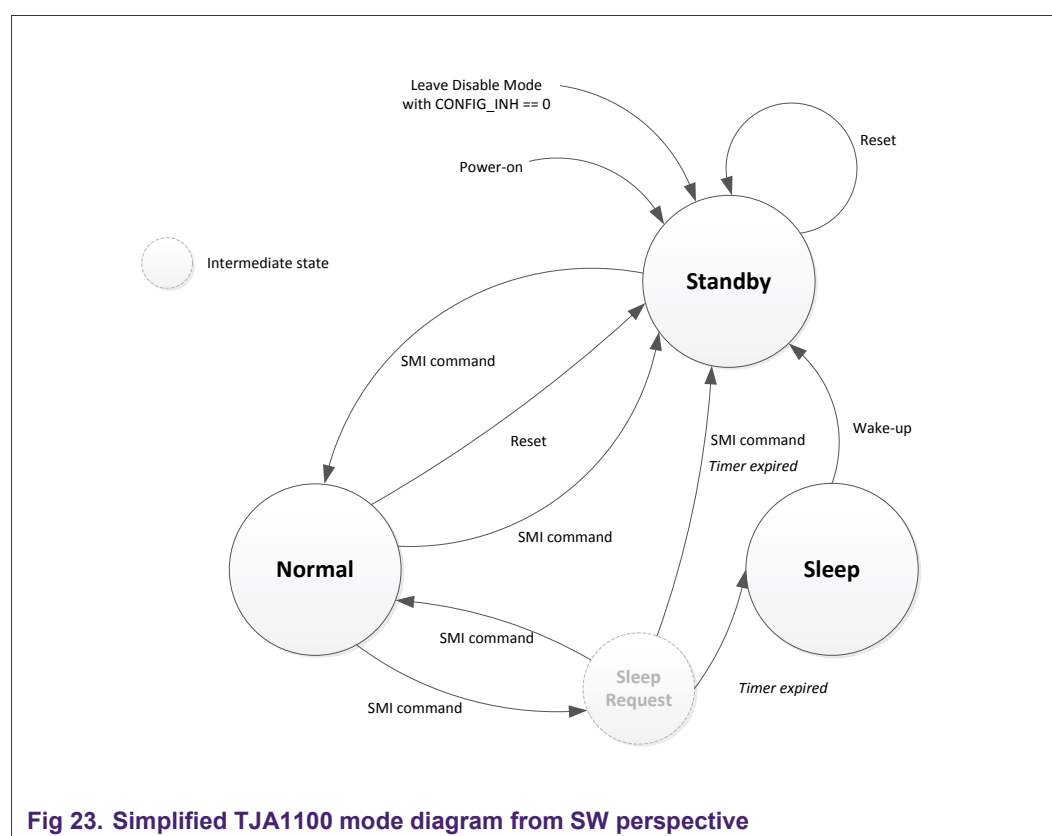 Leave Disable Mode
with CONFIG_INH == 0
Reset
Power-on
Intermediate state
Standby
SMI command
Wake-up
Reset
SMI command
Timer expired
SMI command
Normal
Sleep
SMI command
Sleep
Request
Timer expired
SMI command
Fig 23. Simplified TJA1100 mode diagram from SW perspective